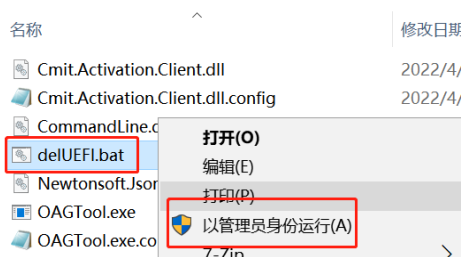 名称 修改日期
Cmit.Activation.Client.dll 2022/4/
Cmit.Activation.Client.dll.config 2022/4/
CommandLine.d
打开(O)
delUEFI.bat
编辑(E)
Newtonsoft.Json
打印(P)
OAGTool.exe
以管理员身份运行(A)
OAGTool.exe.co
7-Zip